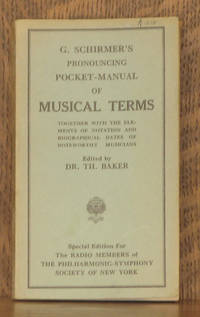 G. SCHIRMER'S
PRONOUNCING
POCKET-MANUAL
OF
MUSICAL TERMS
TOGETHER WITH THE ELE-
MENTS OF NOTATION AND
BIOGRAPHICAL DATES OF
NOTEWORTHY MUSICIANS
Edited by
DR. TH. BAKER
Special Edition For
THE RADIO MEMBERS OF
THE PHILHARMONIC-SYMPHONY
SOCIETY OF NEW YORK